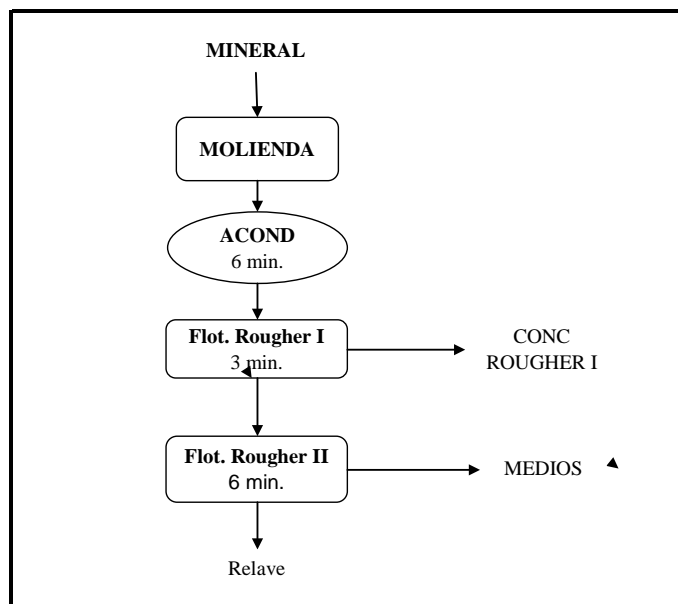 MINERAL
MOLIENDA
ACOND
6 min.
Flot. Rougher I
3 min.
CONC
ROUGHER I
Flot. Rougher II
6 min.
MEDIOS
Relave